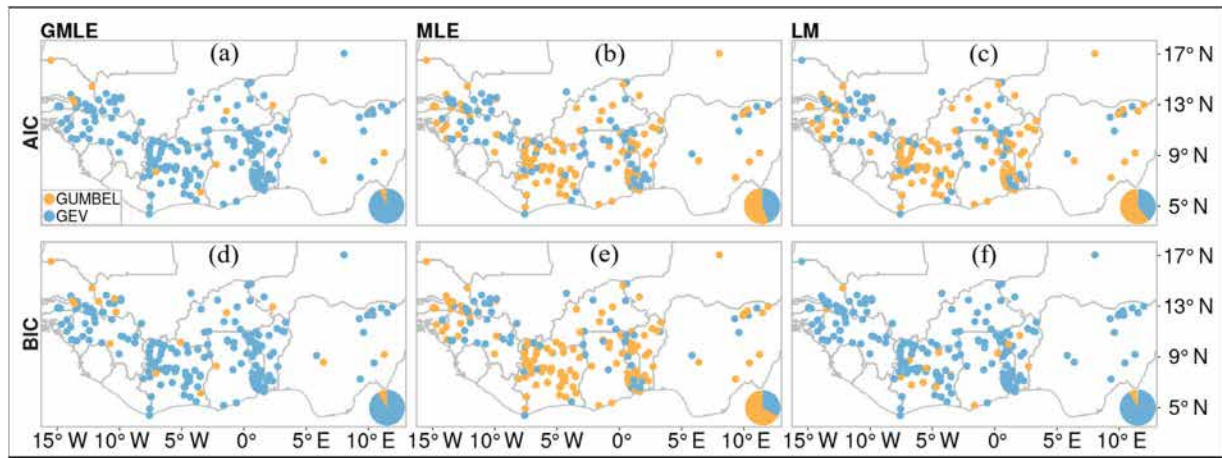 GMLE MLE LM
(a) (b) (c)
17° N
13° N
9° N
5° N
AIC
GUMBEL
GEV
(d) (e) (f)
17° N
13° N
9° N
5° N
BIC
15° W 10° W 5° W 0° 5° E 10° E 15° W 10° W 5° W 0° 5° E 10° E 15° W 10° W 5° W 0° 5° E 10° E